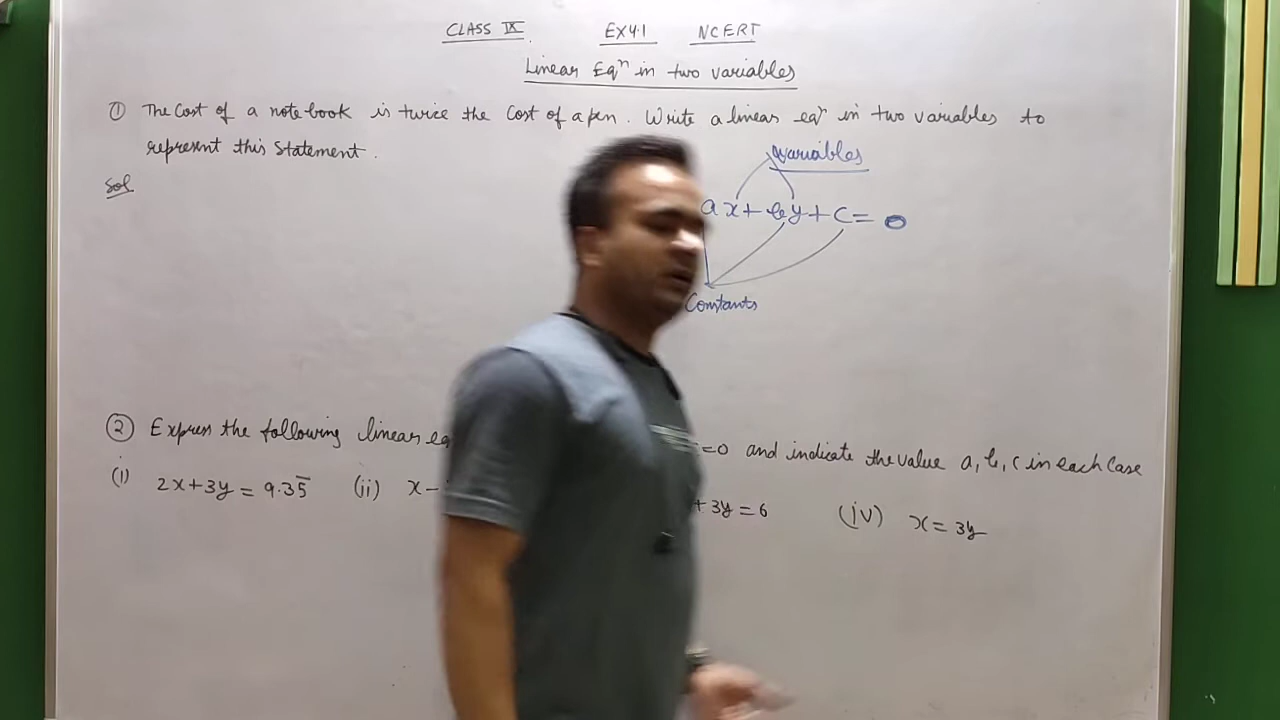 CLASS IX EX4.1 NCERT
Linear Eqⁿ in two variables
① The Cost of a note book is twice the Cost of a pen. Write a linear eqⁿ in two variables to
represent this Statement.
Sol
Variables
ax+by+c=0
Constants
② Express the following linear eq =0 and indicate the value a, b, c in each case
(i) 2x+3y = 9.35̅ (ii) x- + 3y = 6 (iv) x = 3y